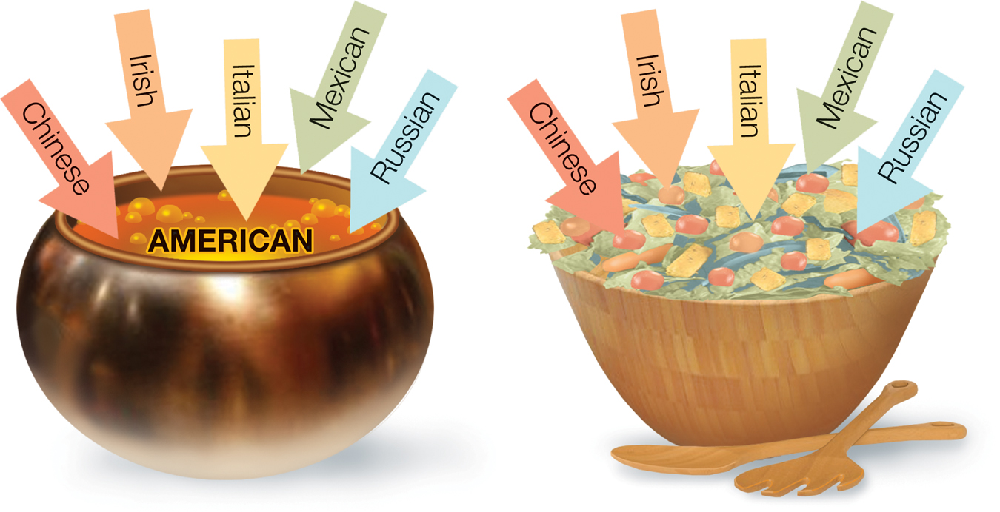 Chinese
Irish
Italian
Mexican
Russian
AMERICAN
Chinese
Irish
Italian
Mexican
Russian